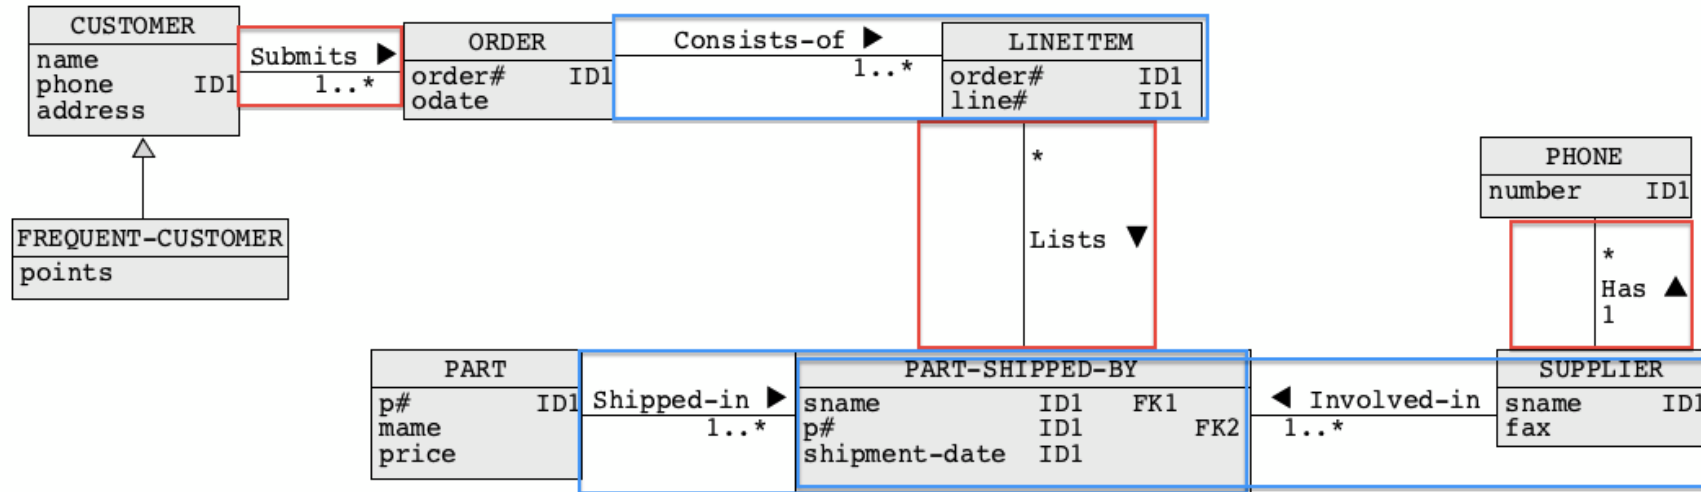 CUSTOMER
name
phone ID1
address
Submits ▶
1..*
ORDER
order# ID1
odate
Consists-of ▶
1..*
LINEITEM
order# ID1
line# ID1
FREQUENT-CUSTOMER
points
*
Lists ▼
PHONE
number ID1
*
Has ▲
1
PART
p# ID1
mame
price
Shipped-in ▶
1..*
PART-SHIPPED-BY
sname ID1 FK1
p# ID1 FK2
shipment-date ID1
◀ Involved-in
1..*
SUPPLIER
sname ID1
fax